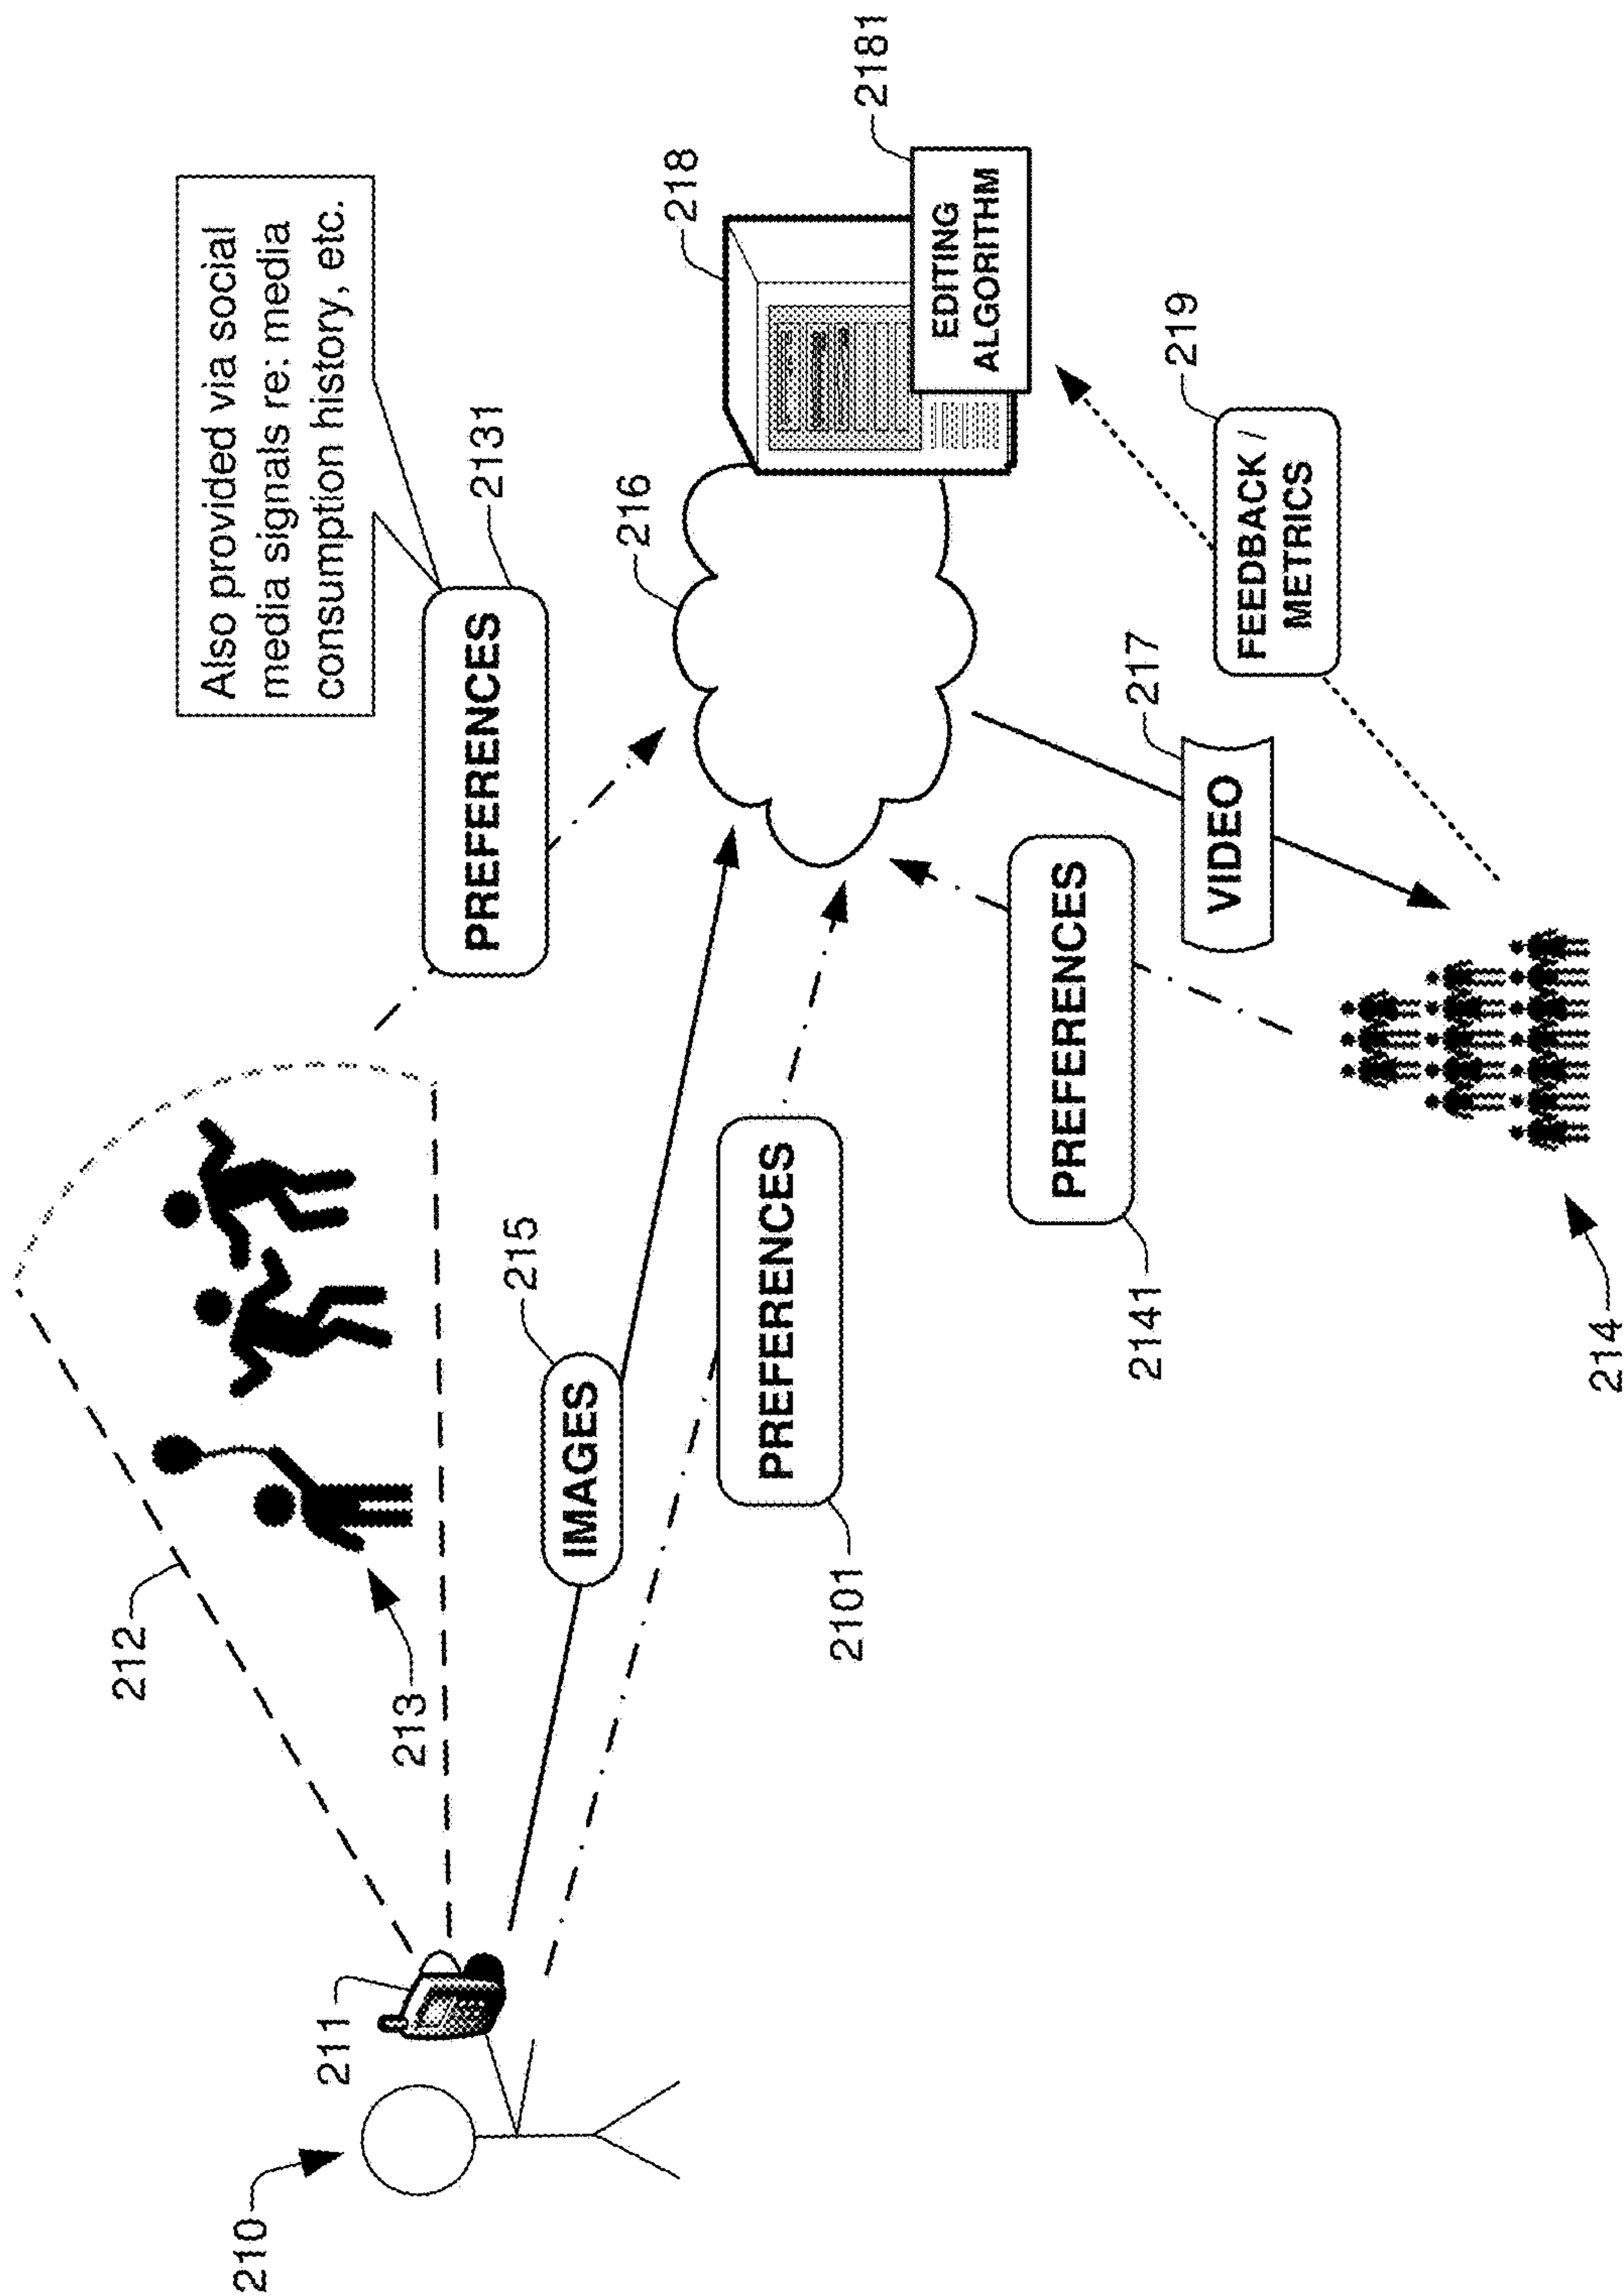 Also provided via social
media signals re: media
consumption history, etc.
212
213
PREFERENCES
2131
211
210
IMAGES
215
216
218
PREFERENCES
2101
EDITING
ALGORITHM
2181
PREFERENCES
2141
VIDEO
217
FEEDBACK /
METRICS
219
214